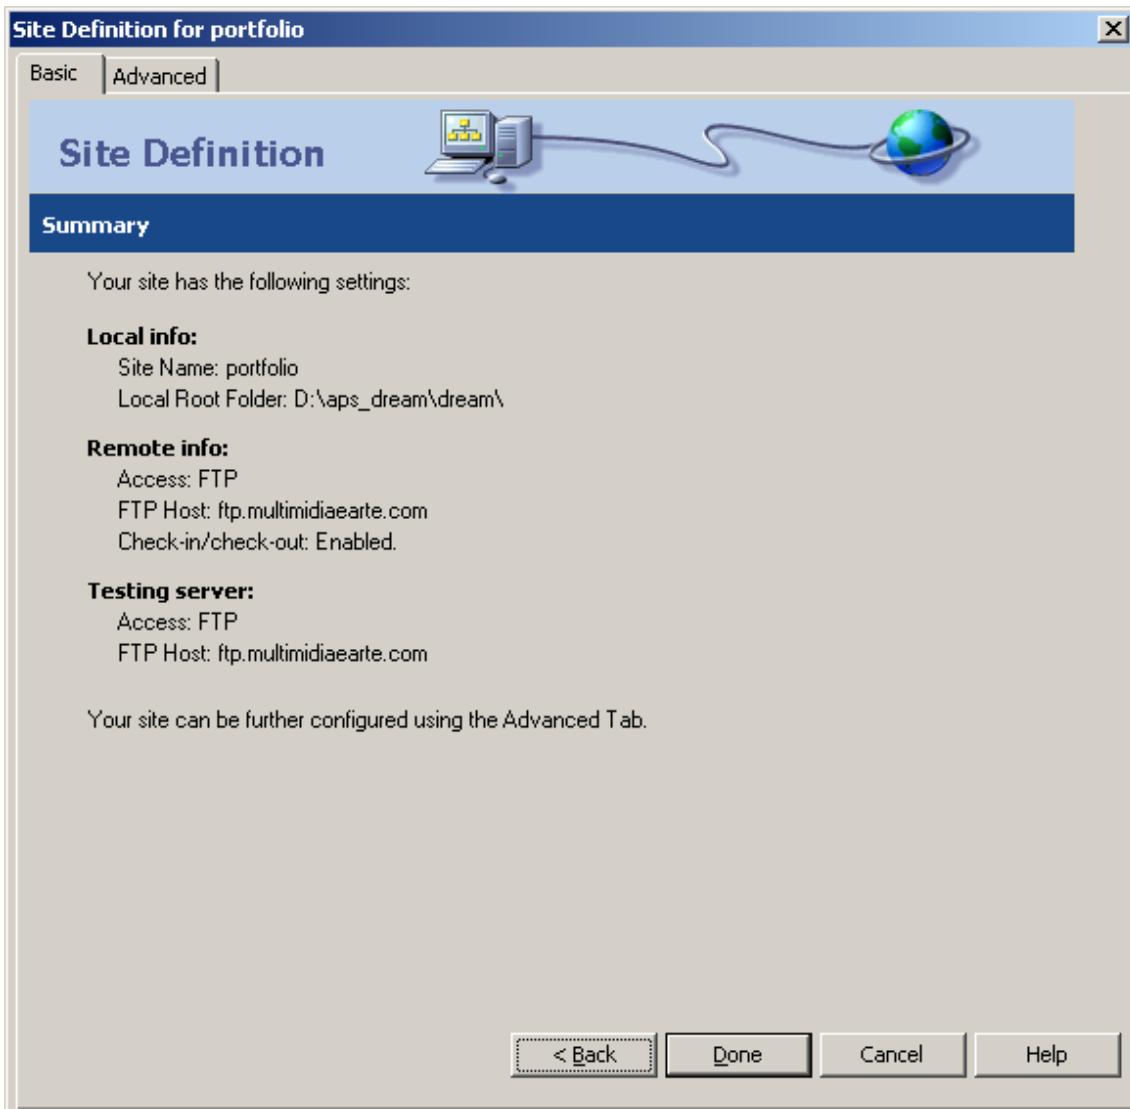 Site Definition for portfolio
Basic
Advanced
Site Definition
Summary
Your site has the following settings:
Local info:
Site Name: portfolio
Local Root Folder: D:\aps_dream\dream\
Remote info:
Access: FTP
FTP Host: ftp.multimidiaearte.com
Check-in/check-out: Enabled.
Testing server:
Access: FTP
FTP Host: ftp.multimidiaearte.com
Your site can be further configured using the Advanced Tab.
< Back
Done
Cancel
Help